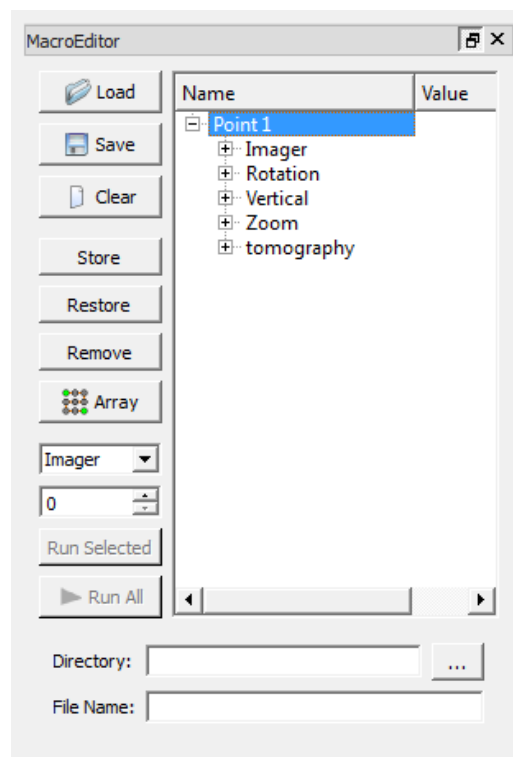 MacroEditor
Load
Save
Clear
Store
Restore
Remove
Array
Imager
0
Run Selected
Run All
Name Value
Point 1
Imager
Rotation
Vertical
Zoom
tomography
Directory: ...
File Name: